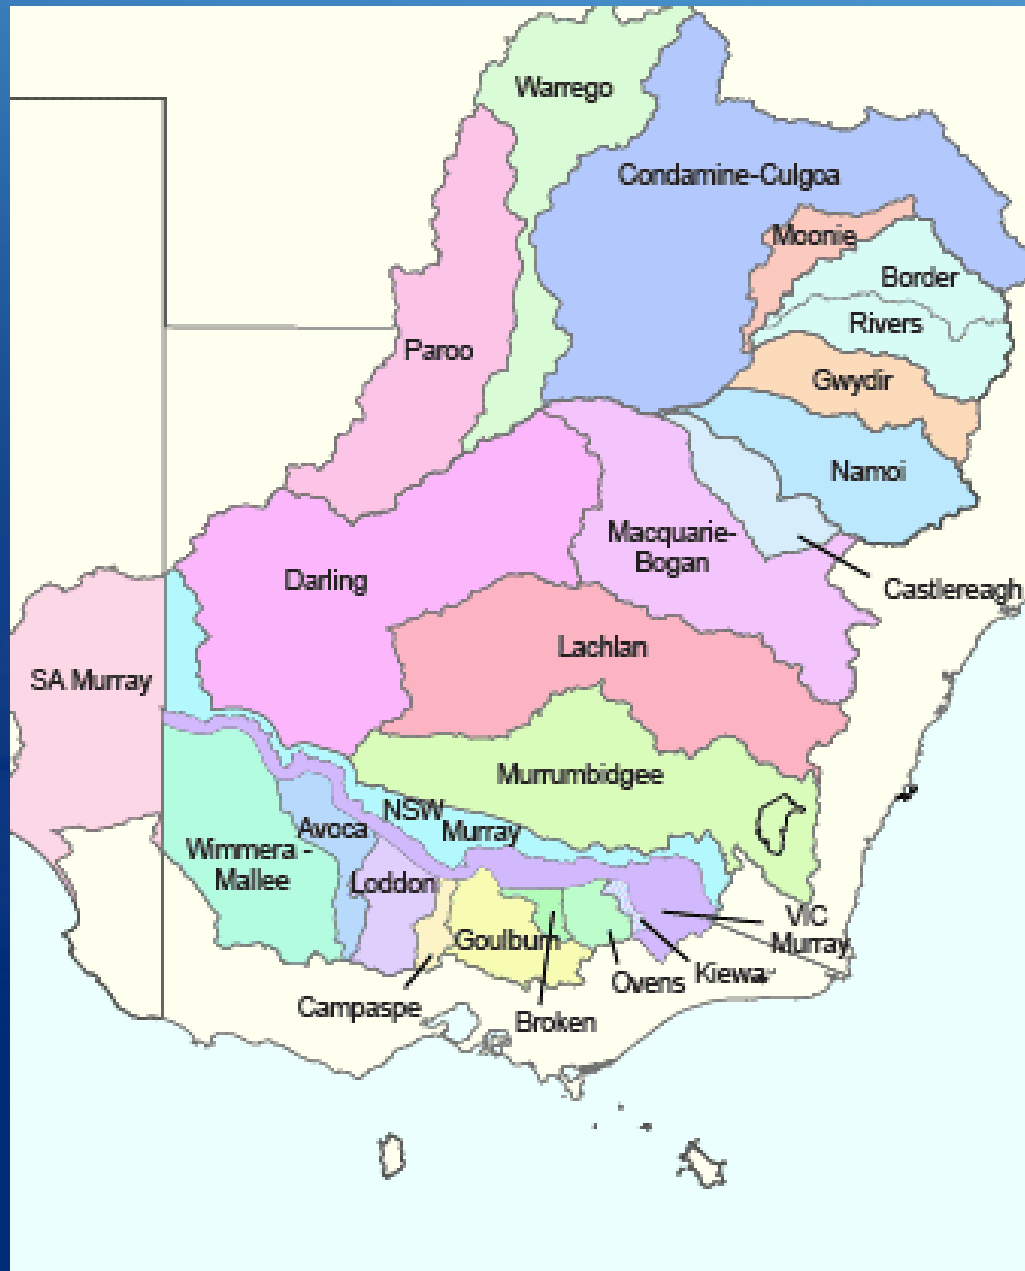 Warrego
Condamine-Culgoa
Moonie
Border
Rivers
Paroo
Gwydir
Namoi
Macquarie-
Bogan
Darling
Castlereagh
Lachlan
SA Murray
Murrumbidgee
NSW
Murray
Avoca
Wimmera -
Mallee
Loddon
VIC
Murray
Goulburn
Kiewa
Ovens
Campaspe
Broken